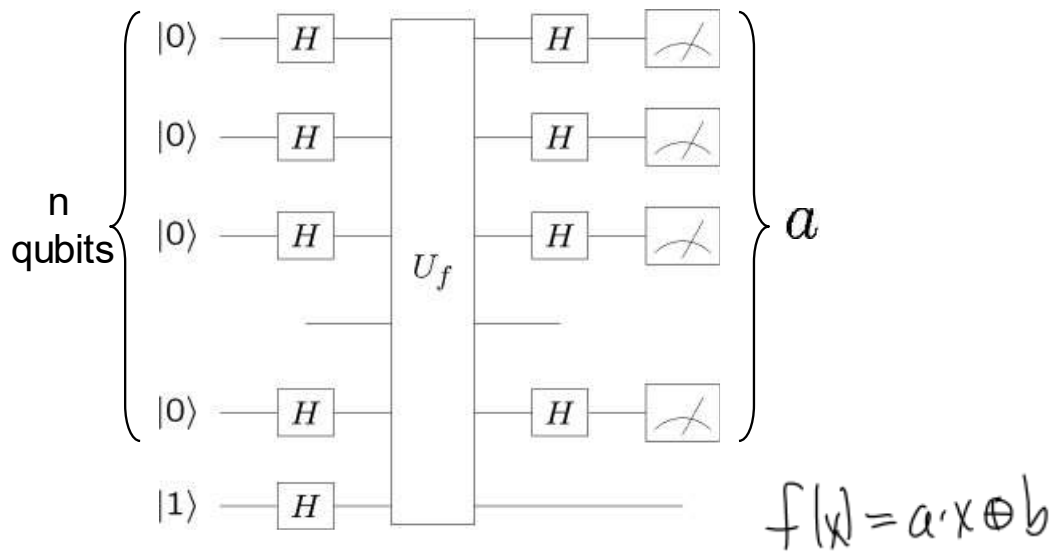 |0⟩ H H
|0⟩ H H
n
qubits
|0⟩ H H
a
U_f
|0⟩ H H
|1⟩ H
f(x) = a·x ⊕ b